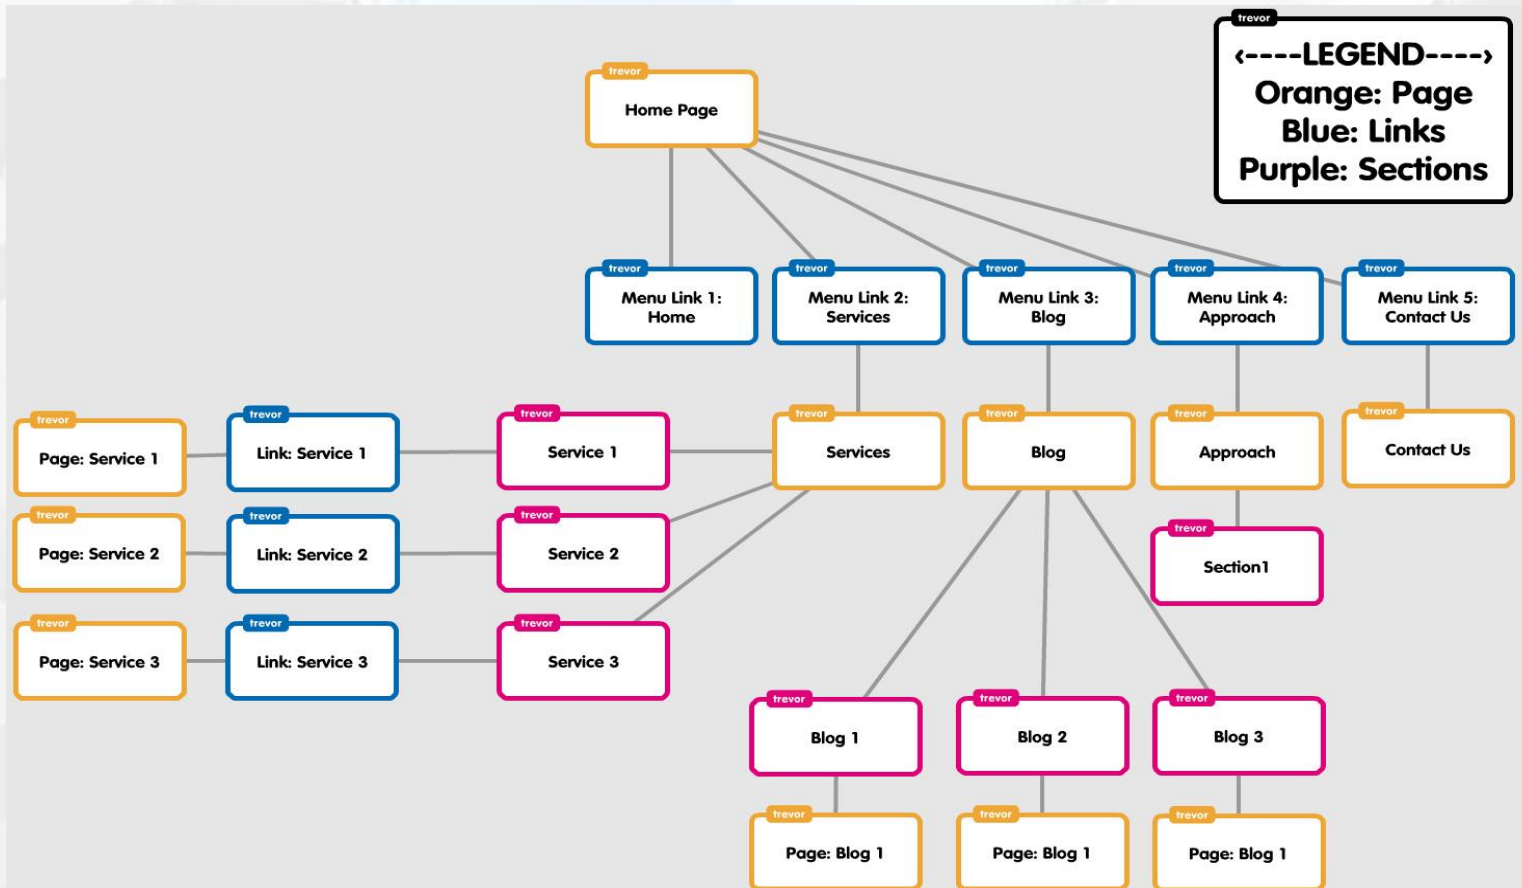 trevor
<----LEGEND---->
Orange: Page
Blue: Links
Purple: Sections
trevor
Home Page
trevor
Menu Link 1:
Home
trevor
Menu Link 2:
Services
trevor
Menu Link 3:
Blog
trevor
Menu Link 4:
Approach
trevor
Menu Link 5:
Contact Us
trevor
Page: Service 1
trevor
Link: Service 1
trevor
Service 1
trevor
Services
trevor
Blog
trevor
Approach
trevor
Contact Us
trevor
Page: Service 2
trevor
Link: Service 2
trevor
Service 2
trevor
Section1
trevor
Page: Service 3
trevor
Link: Service 3
trevor
Service 3
trevor
Blog 1
trevor
Blog 2
trevor
Blog 3
trevor
Page: Blog 1
trevor
Page: Blog 1
trevor
Page: Blog 1